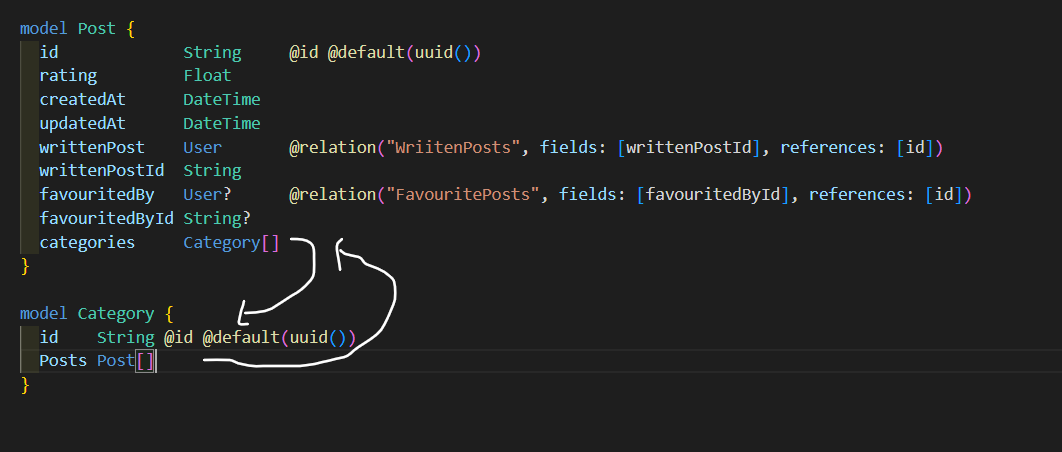 model Post {
id String @id @default(uuid())
rating Float
createdAt DateTime
updatedAt DateTime
writtenPost User @relation("WriitenPosts", fields: [writtenPostId], references: [id])
writtenPostId String
favouritedBy User? @relation("FavouritePosts", fields: [favouritedById], references: [id])
favouritedById String?
categories Category[]
}
model Category {
id String @id @default(uuid())
Posts Post[]
}